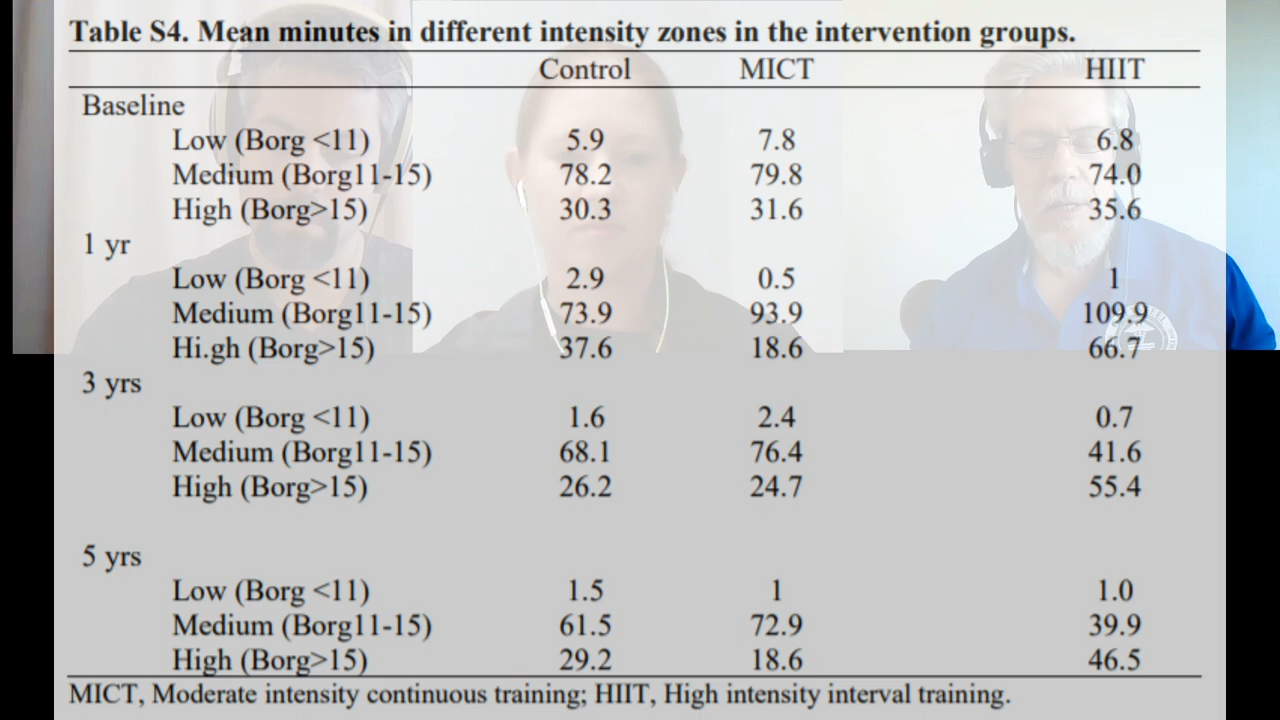 Table S4. Mean minutes in different intensity zones in the intervention groups.
Control MICT HIIT
Baseline
Low (Borg <11) 5.9 7.8 6.8
Medium (Borg11-15) 78.2 79.8 74.0
High (Borg>15) 30.3 31.6 35.6
1 yr
Low (Borg <11) 2.9 0.5 1
Medium (Borg11-15) 73.9 93.9 109.9
Hi.gh (Borg>15) 37.6 18.6 66.7
3 yrs
Low (Borg <11) 1.6 2.4 0.7
Medium (Borg11-15) 68.1 76.4 41.6
High (Borg>15) 26.2 24.7 55.4
5 yrs
Low (Borg <11) 1.5 1 1.0
Medium (Borg11-15) 61.5 72.9 39.9
High (Borg>15) 29.2 18.6 46.5
MICT, Moderate intensity continuous training; HIIT, High intensity interval training.